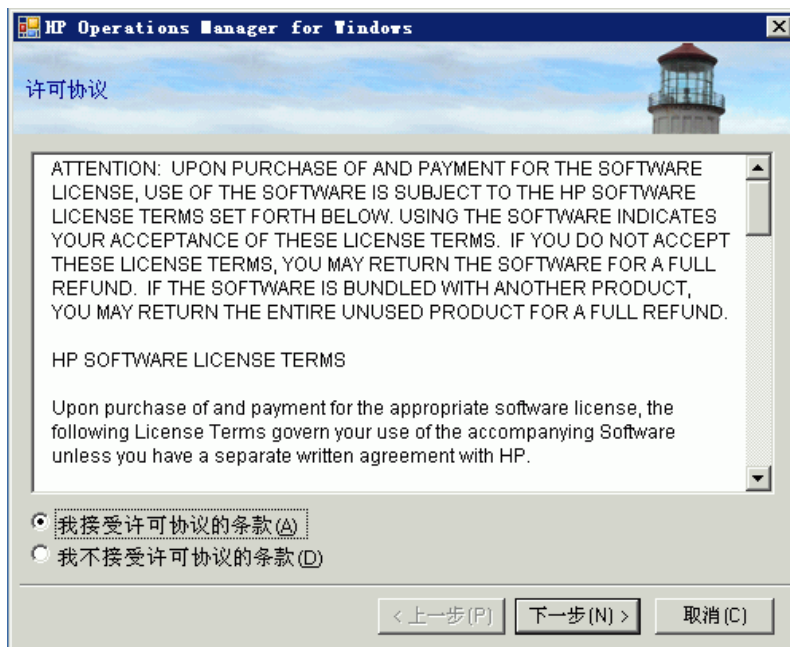 HP Operations Manager for Windows
许可协议
ATTENTION: UPON PURCHASE OF AND PAYMENT FOR THE SOFTWARE
LICENSE, USE OF THE SOFTWARE IS SUBJECT TO THE HP SOFTWARE
LICENSE TERMS SET FORTH BELOW. USING THE SOFTWARE INDICATES
YOUR ACCEPTANCE OF THESE LICENSE TERMS. IF YOU DO NOT ACCEPT
THESE LICENSE TERMS, YOU MAY RETURN THE SOFTWARE FOR A FULL
REFUND. IF THE SOFTWARE IS BUNDLED WITH ANOTHER PRODUCT,
YOU MAY RETURN THE ENTIRE UNUSED PRODUCT FOR A FULL REFUND.
HP SOFTWARE LICENSE TERMS
Upon purchase of and payment for the appropriate software license, the
following License Terms govern your use of the accompanying Software
unless you have a separate written agreement with HP.
我接受许可协议的条款(A)
我不接受许可协议的条款(D)
< 上一步(P) 下一步(N) > 取消(C)